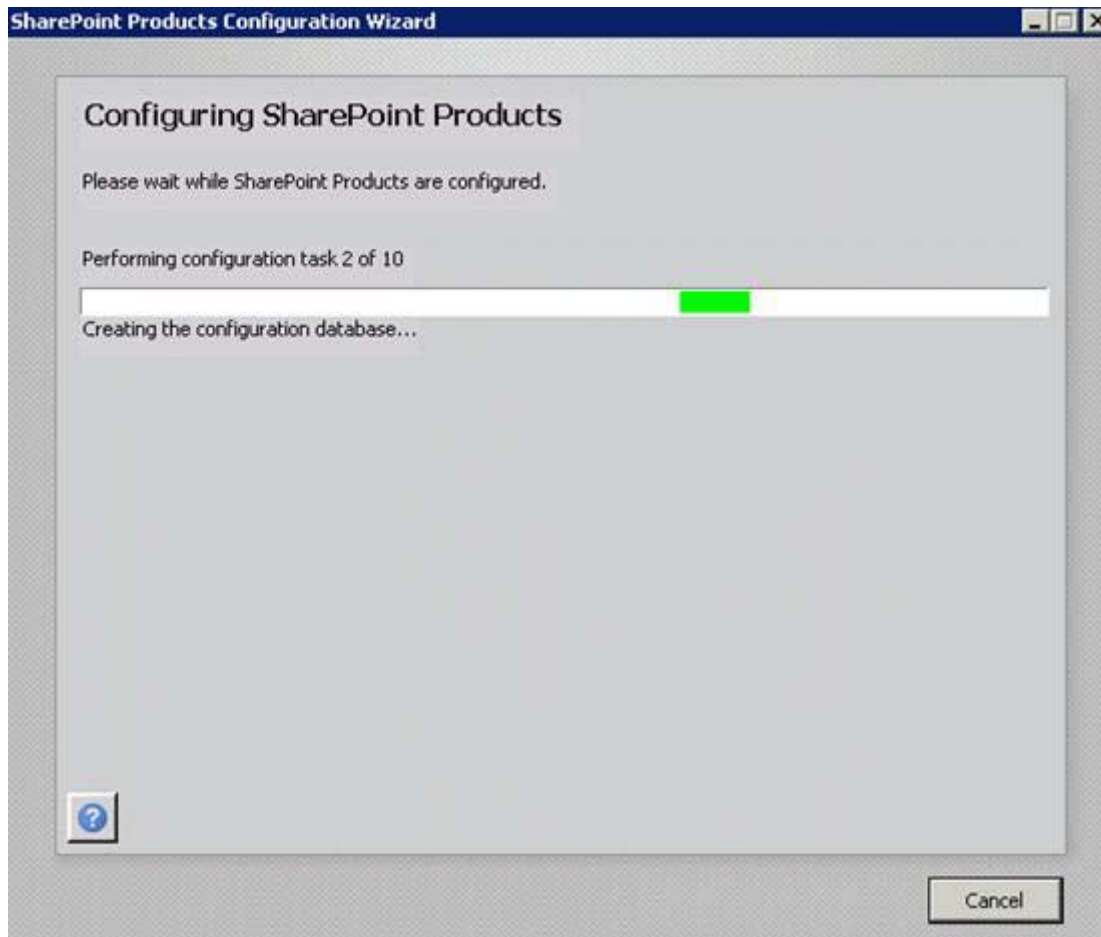 SharePoint Products Configuration Wizard
Configuring SharePoint Products
Please wait while SharePoint Products are configured.
Performing configuration task 2 of 10
Creating the configuration database...
?
Cancel